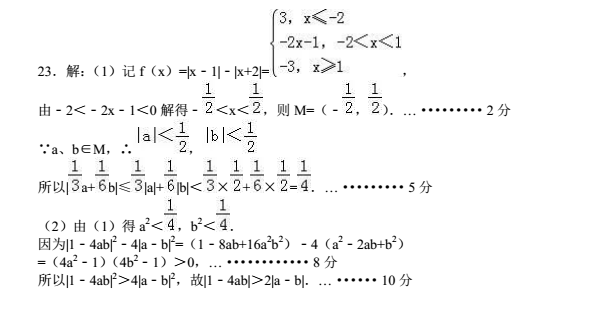 23．解：（1）记 f（x）=|x﹣1|﹣|x+2|={3，x≤-2; -2x-1，-2<x<1; -3，x≥1，
由﹣2<﹣2x﹣1<0 解得﹣1/2<x<1/2，则 M=（﹣1/2，1/2）．…⋯⋯⋯2 分
∵a、b∈M，∴|a|<1/2，|b|<1/2
所以|1/3a+1/6b|≤1/3|a|+1/6|b|<1/3×1/2+1/6×1/2=1/4．…⋯⋯⋯5 分
（2）由（1）得 a²<1/4，b²<1/4．
因为|1﹣4ab|²﹣4|a﹣b|²=（1﹣8ab+16a²b²）﹣4（a²﹣2ab+b²）
=（4a²﹣1）（4b²﹣1）>0，…⋯⋯⋯⋯8 分
所以|1﹣4ab|²>4|a﹣b|²，故|1﹣4ab|>2|a﹣b|．…⋯⋯10 分